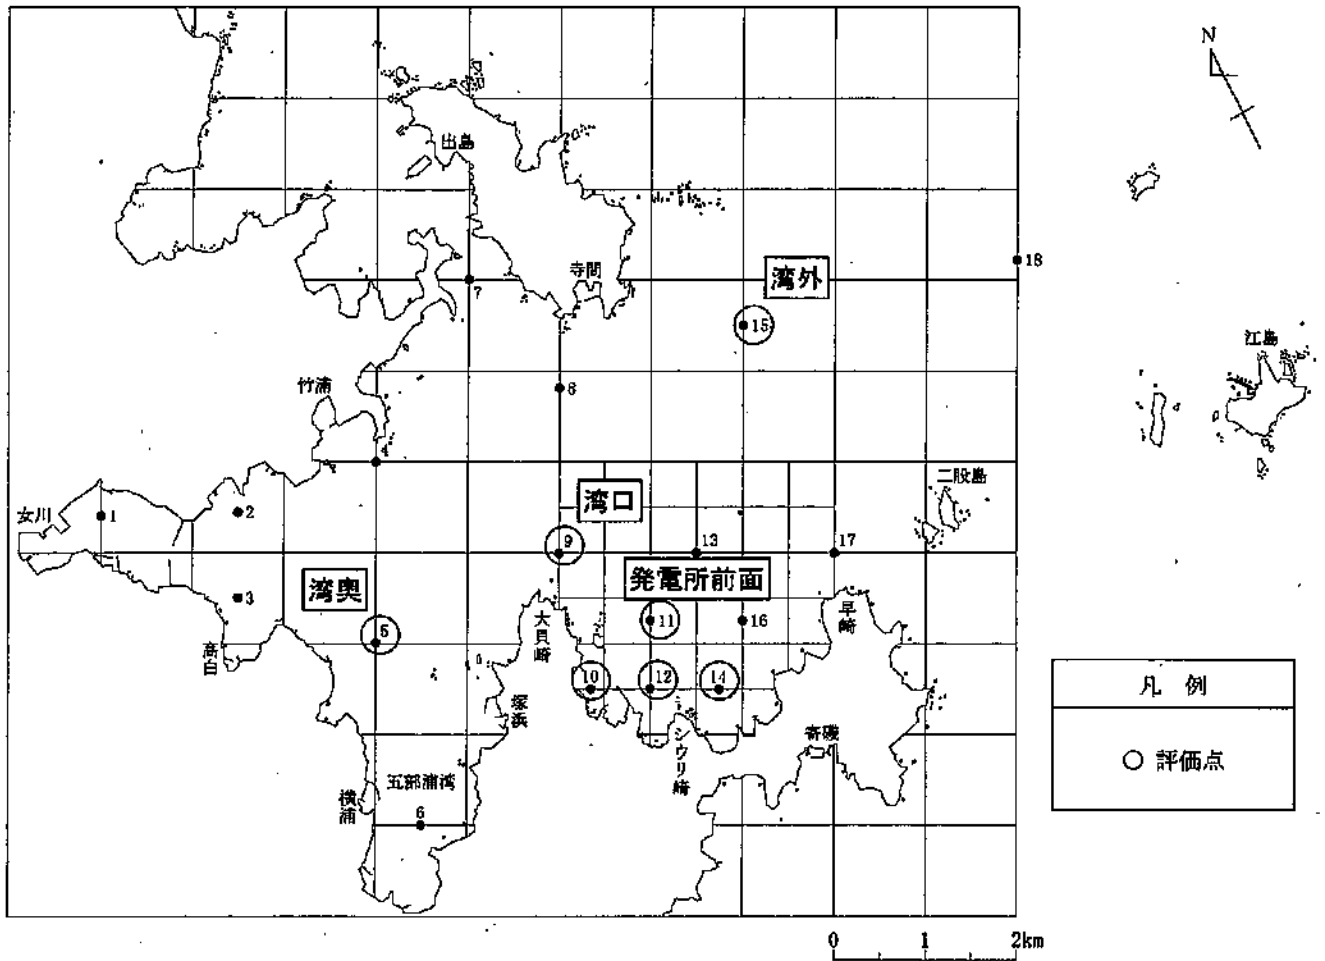 N
出島
寺間
湾外
18
7
15
江島
竹浦
8
4
二股島
湾口
女川
1
2
9
13
17
発電所前面
湾奥
3
5
大貝崎
11
16
早崎
高白
10
12
14
塚浜
シウリ崎
寄磯
凡 例
○ 評価点
五部浦湾
横浦
6
0 1 2km